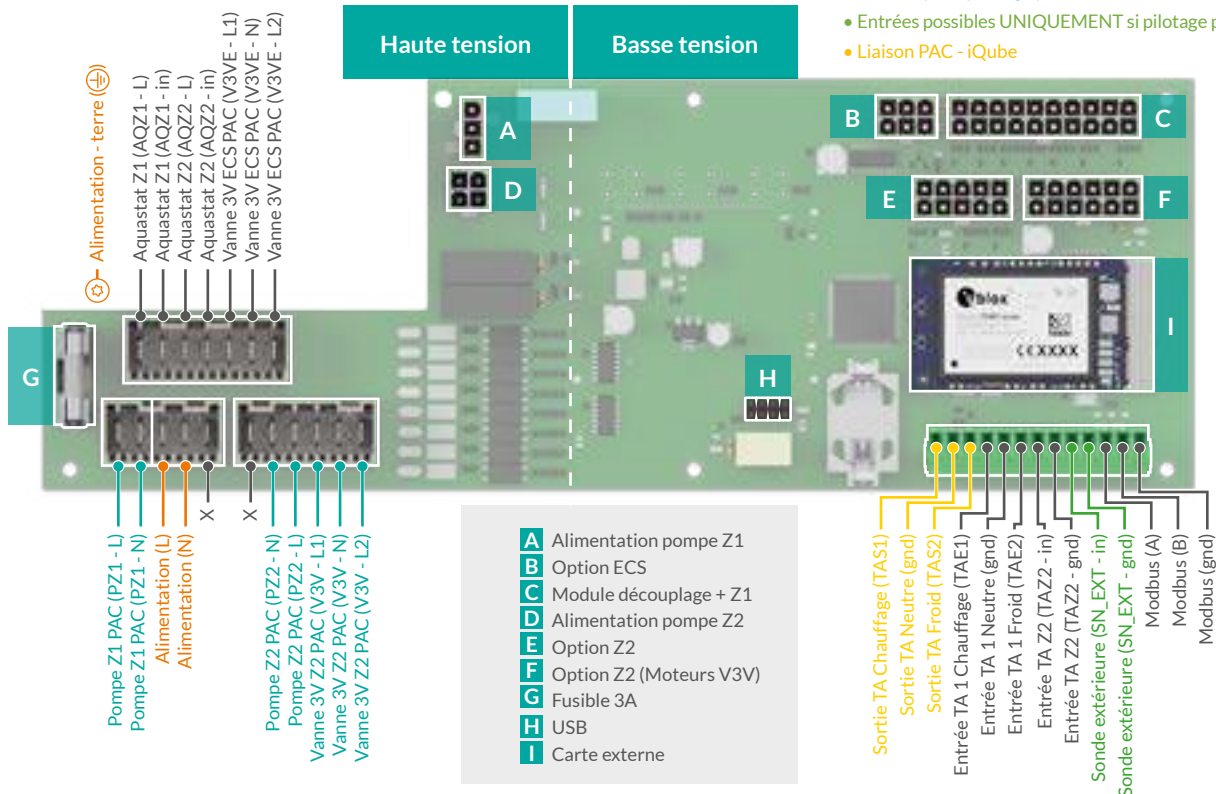 Haute tension
Basse tension
• Entrées possibles UNIQUEMENT si pilotage p
• Liaison PAC - iQube
Alimentation - terre
Aquastat Z1 (AQZ1 - L)
Aquastat Z1 (AQZ1 - in)
Aquastat Z2 (AQZ2 - L)
Aquastat Z2 (AQZ2 - in)
Vanne 3V ECS PAC (V3VE - L1)
Vanne 3V ECS PAC (V3VE - N)
Vanne 3V ECS PAC (V3VE - L2)
A
B
C
D
E
F
G
H
I
blox
CE XXXX
Pompe Z1 PAC (PZ1 - L)
Pompe Z1 PAC (PZ1 - N)
Alimentation (L)
Alimentation (N)
X
X
Pompe Z2 PAC (PZ2 - N)
Pompe Z2 PAC (PZ2 - L)
Vanne 3V Z2 PAC (V3V - L1)
Vanne 3V Z2 PAC (V3V - N)
Vanne 3V Z2 PAC (V3V - L2)
A Alimentation pompe Z1
B Option ECS
C Module découplage + Z1
D Alimentation pompe Z2
E Option Z2
F Option Z2 (Moteurs V3V)
G Fusible 3A
H USB
I Carte externe
Sortie TA Chauffage (TAS1)
Sortie TA Neutre (gnd)
Sortie TA Froid (TAS2)
Entrée TA 1 Chauffage (TAE1)
Entrée TA 1 Neutre (gnd)
Entrée TA 1 Froid (TAE2)
Entrée TA Z2 (TAZ2 - in)
Entrée TA Z2 (TAZ2 - gnd)
Sonde extérieure (SN_EXT - in)
Sonde extérieure (SN_EXT - gnd)
Modbus (A)
Modbus (B)
Modbus (gnd)